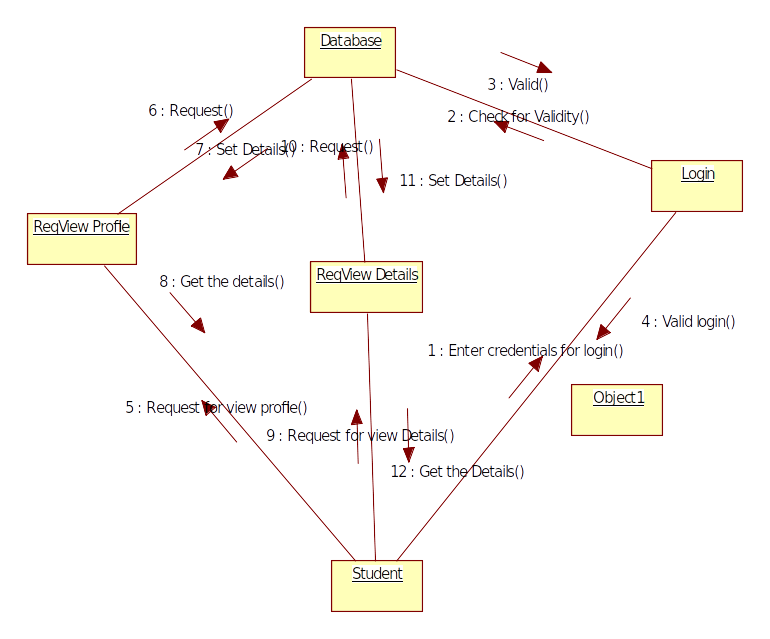 Database
3 : Valid()
6 : Request()
2 : Check for Validity()
7 : Set Details()
10 : Request()
11 : Set Details()
Login
ReqView Profile
ReqView Details
8 : Get the details()
4 : Valid login()
1 : Enter credentials for login()
Object1
5 : Request for view profile()
9 : Request for view Details()
12 : Get the Details()
Student